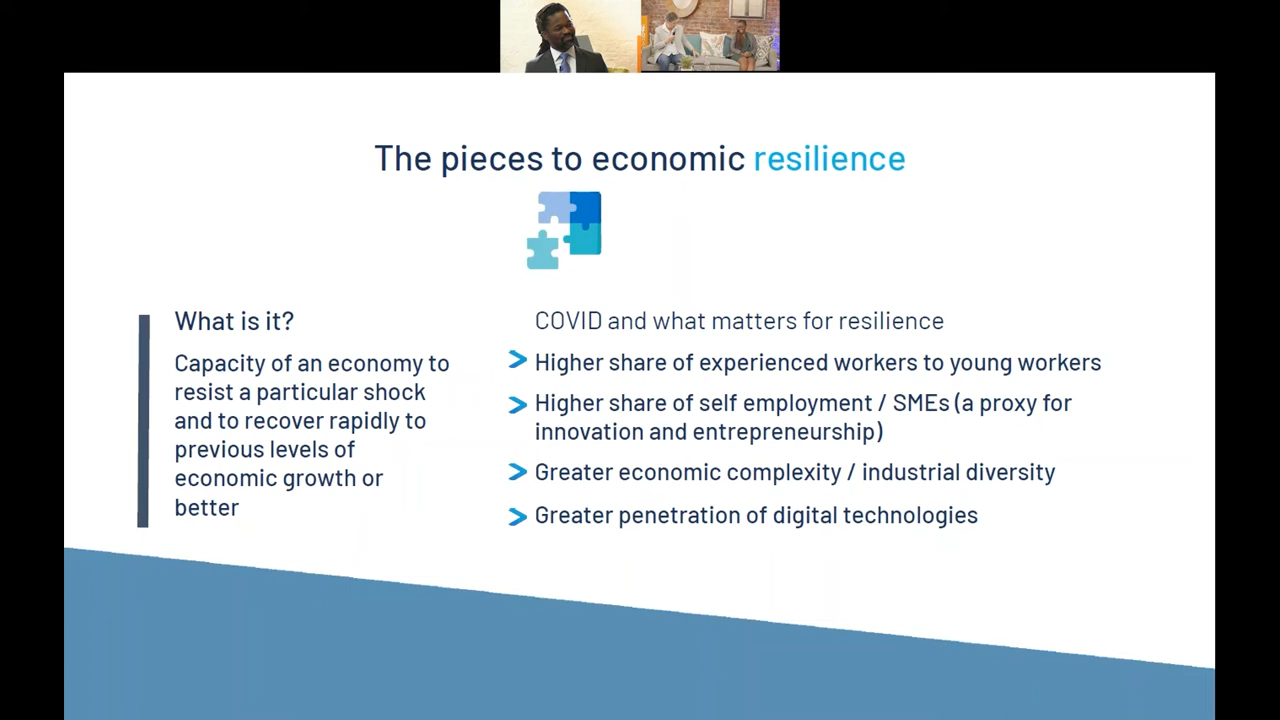 The pieces to economic resilience
What is it?
Capacity of an economy to
resist a particular shock
and to recover rapidly to
previous levels of
economic growth or
better
COVID and what matters for resilience
Higher share of experienced workers to young workers
Higher share of self employment / SMEs (a proxy for
innovation and entrepreneurship)
Greater economic complexity / industrial diversity
Greater penetration of digital technologies